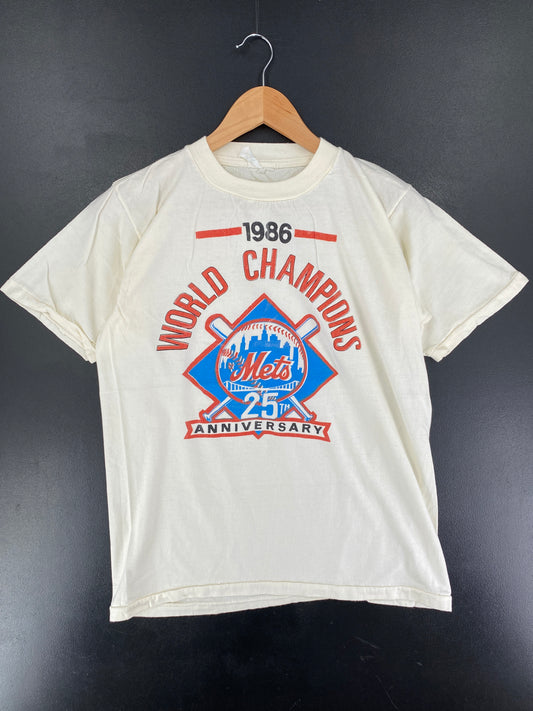 1986
WORLD CHAMPIONS
Mets
25TH
ANNIVERSARY